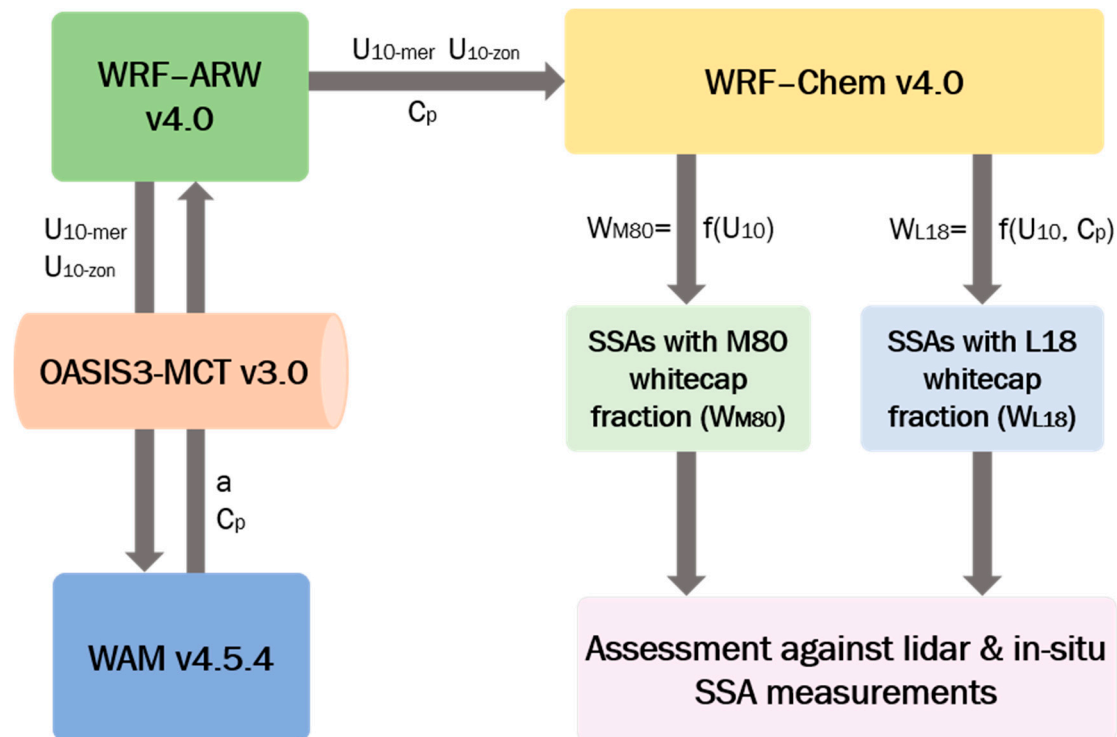 WRF–ARW
v4.0
U10-mer U10-zon
Cp
WRF–Chem v4.0
U10-mer
U10-zon
WM80= f(U10)
WL18= f(U10, Cp)
OASIS3-MCT v3.0
SSAs with M80
whitecap
fraction (WM80)
SSAs with L18
whitecap
fraction (WL18)
a
Cp
WAM v4.5.4
Assessment against lidar & in-situ
SSA measurements